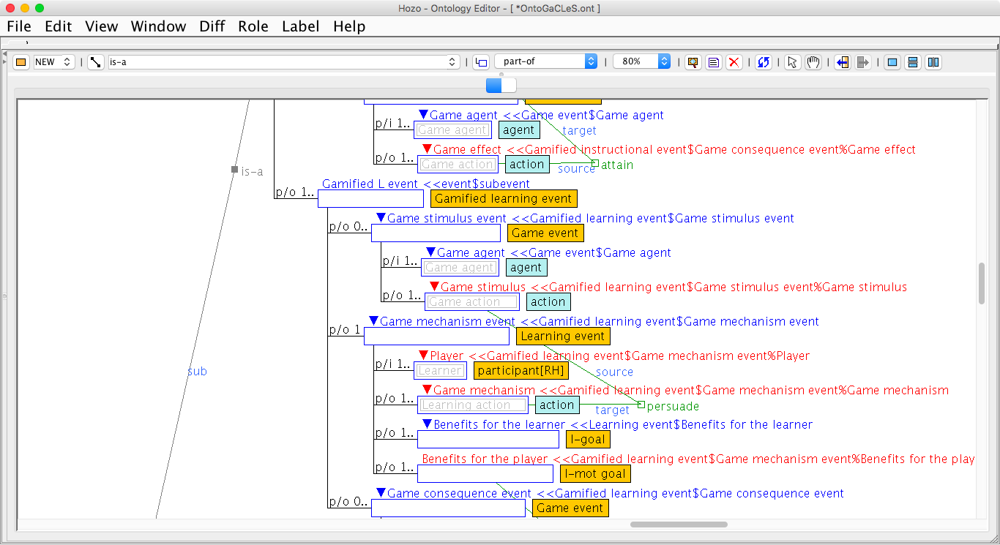 Hozo - Ontology Editor - [ *OntoGaCLeS.ont ]
File Edit View Window Diff Role Label Help
NEW is-a part-of 80%
Game agent <<Game event$Game agent
p/i 1.. Game agent agent target
Game effect <<Gamified instructional event$Game consequence event%Game effect
p/o 1.. Game action action source attain
is-a
Gamified L event <<event$subevent
p/o 1.. Gamified learning event
Game stimulus event <<Gamified learning event$Game stimulus event
p/o 0.. Game event
Game agent <<Game event$Game agent
p/i 1.. Game agent agent
Game stimulus <<Gamified learning event$Game stimulus event%Game stimulus
p/o 1.. Game action action
Game mechanism event <<Gamified learning event$Game mechanism event
p/o 1 Learning event
Player <<Gamified learning event$Game mechanism event%Player
p/i 1.. Learner participant[RH] source
sub
Game mechanism <<Gamified learning event$Game mechanism event%Game mechanism
p/o 1.. Learning action action target persuade
Benefits for the learner <<Learning event$Benefits for the learner
p/o 1.. I-goal
Benefits for the player <<Gamified learning event$Game mechanism event%Benefits for the play
p/o 1.. I-mot goal
Game consequence event <<Gamified learning event$Game consequence event
p/o 0.. Game event